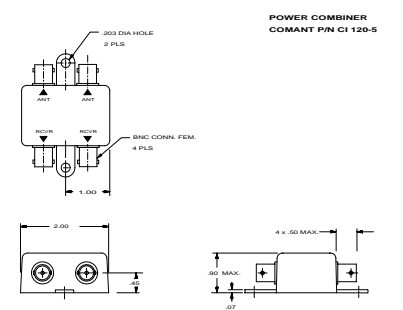 POWER COMBINER
COMANT P/N CI 120-5
.203 DIA HOLE
2 PLS
ANT ANT
RCVR RCVR
BNC CONN. FEM.
4 PLS
1.00
2.00
.45
4 x .50 MAX.
.90 MAX.
.07